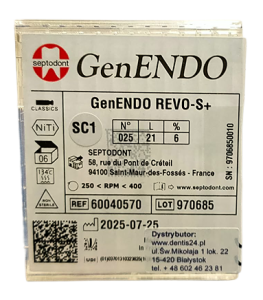 septodont
GenENDO
GenENDO REVO-S+
CLASSICS
NiTi
SC1
N° L %
025 21 6
06
SEPTODONT
58, rue du Pont de Créteil
94100 Saint-Maur-des-Fossés - France
134°C
250 < RPM < 400
www.septodont.com
NON STERILE
SN : 9706850010
REF 60040570
LOT 970685
2025-07-25
Dystrybutor:
www.dentis24.pl
ul.Św.Mikołaja 1 lok. 22
15-420 Białystok
tel. + 48 602 46 23 81